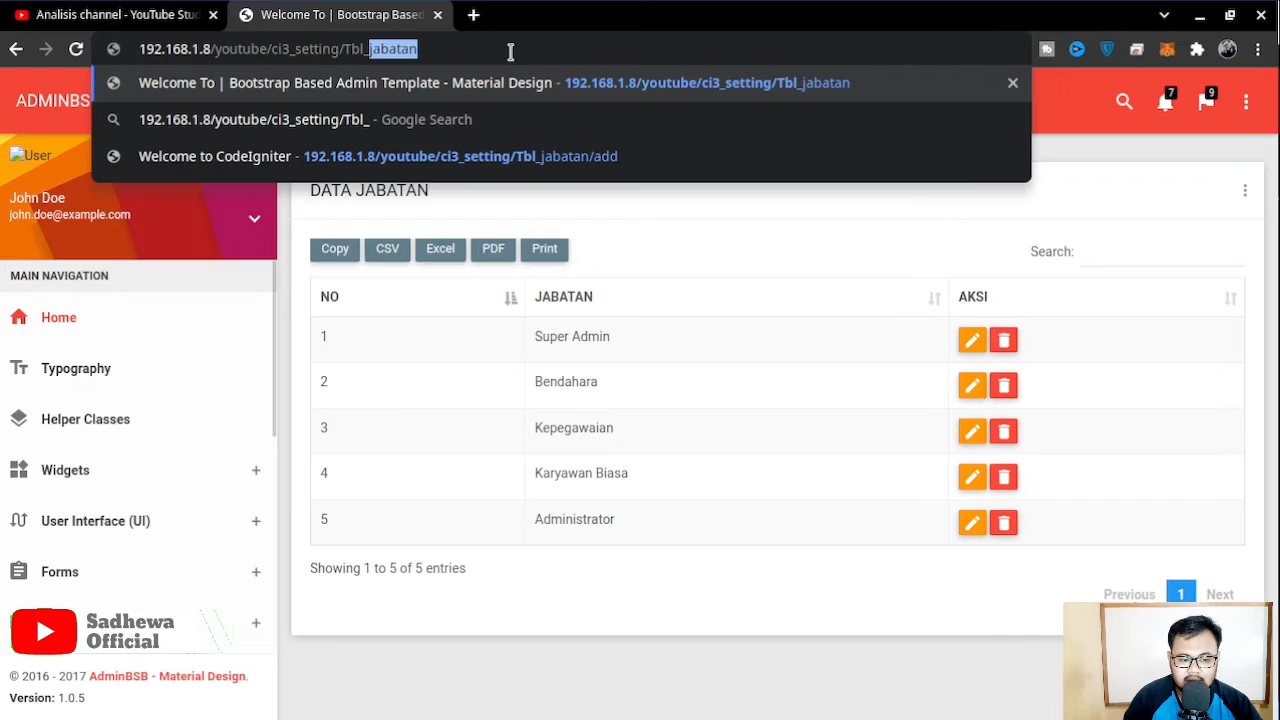 Analisis channel - YouTube Stud
Welcome To | Bootstrap Based
192.168.1.8/youtube/ci3_setting/Tbl_jabatan
Welcome To | Bootstrap Based Admin Template - Material Design - 192.168.1.8/youtube/ci3_setting/Tbl_jabatan
192.168.1.8/youtube/ci3_setting/Tbl_ - Google Search
Welcome to CodeIgniter - 192.168.1.8/youtube/ci3_setting/Tbl_jabatan/add
ADMINBS
7
9
User
John Doe
john.doe@example.com
MAIN NAVIGATION
Home
Typography
Helper Classes
Widgets
User Interface (UI)
Forms
Sadhewa
Official
© 2016 - 2017 AdminBSB - Material Design.
Version: 1.0.5
DATA JABATAN
Copy CSV Excel PDF Print
Search:
NO JABATAN AKSI
1 Super Admin
2 Bendahara
3 Kepegawaian
4 Karyawan Biasa
5 Administrator
Showing 1 to 5 of 5 entries
Previous 1 Next